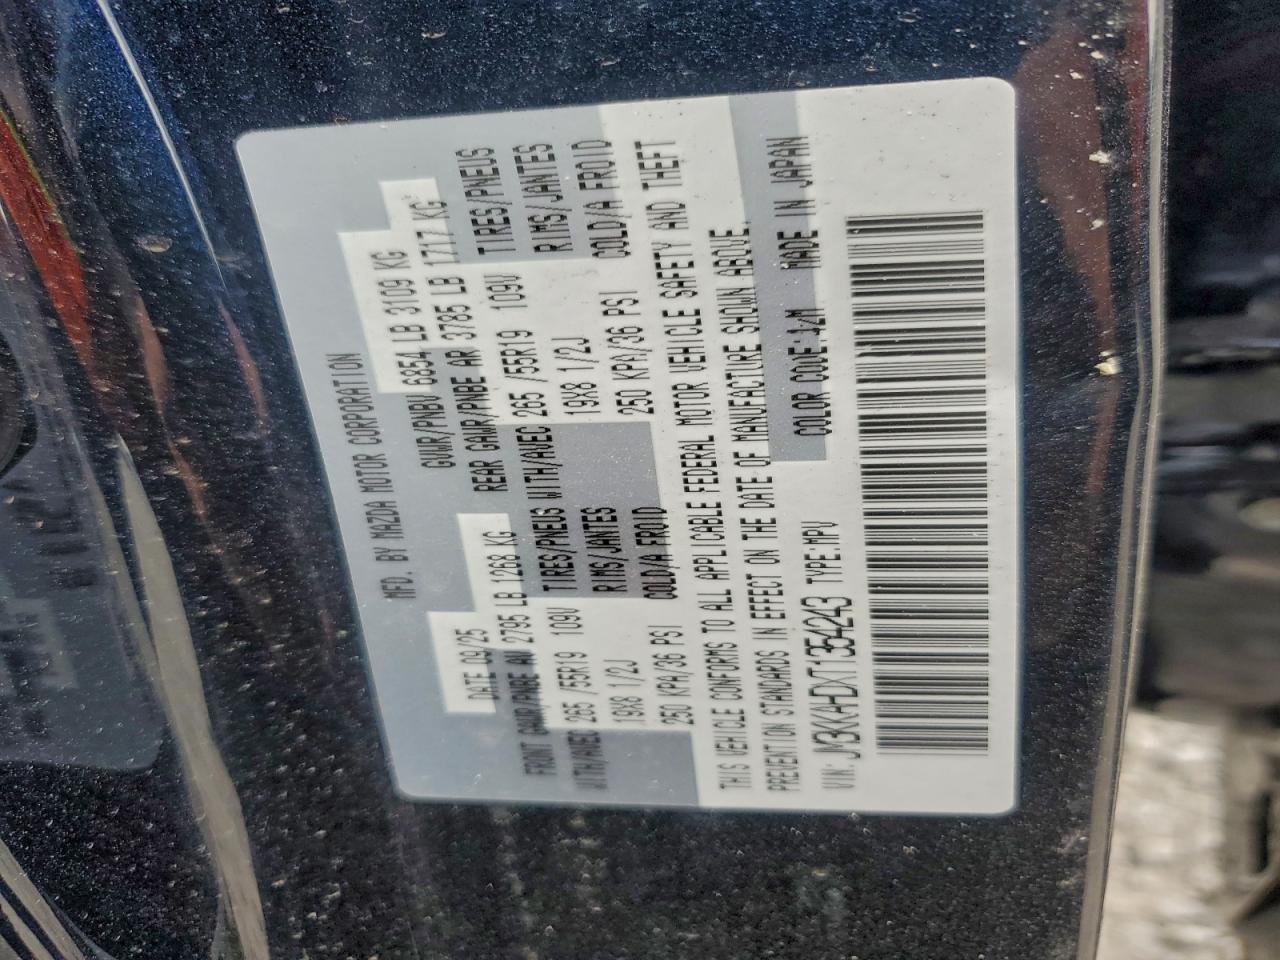 MFD. BY MAZDA MOTOR CORPORATION
DATE 09/25 GVWR/PNBV 6854 LB 3109 KG
FRONT GAWR/PNBE AV 2795 LB 1268 KG REAR GAWR/PNBE AR 3785 LB 1717 KG
WITH/AVEC 265 /55R19 109V TIRES/PNEUS WITH/AVEC 265 /55R19 109V TIRES/PNEUS
19X8 1/2J RIMS/JANTES 19X8 1/2J RIMS/JANTES
250 KPA/36 PSI COLD/A FROID 250 KPA/36 PSI COLD/A FROID
THIS VEHICLE CONFORMS TO ALL APPLICABLE FEDERAL MOTOR VEHICLE SAFETY AND THEFT
PREVENTION STANDARDS IN EFFECT ON THE DATE OF MANUFACTURE SHOWN ABOVE.
VIN: JM3KKAHDXT1354243 TYPE:MPV COLOR CODE: MADE IN JAPAN